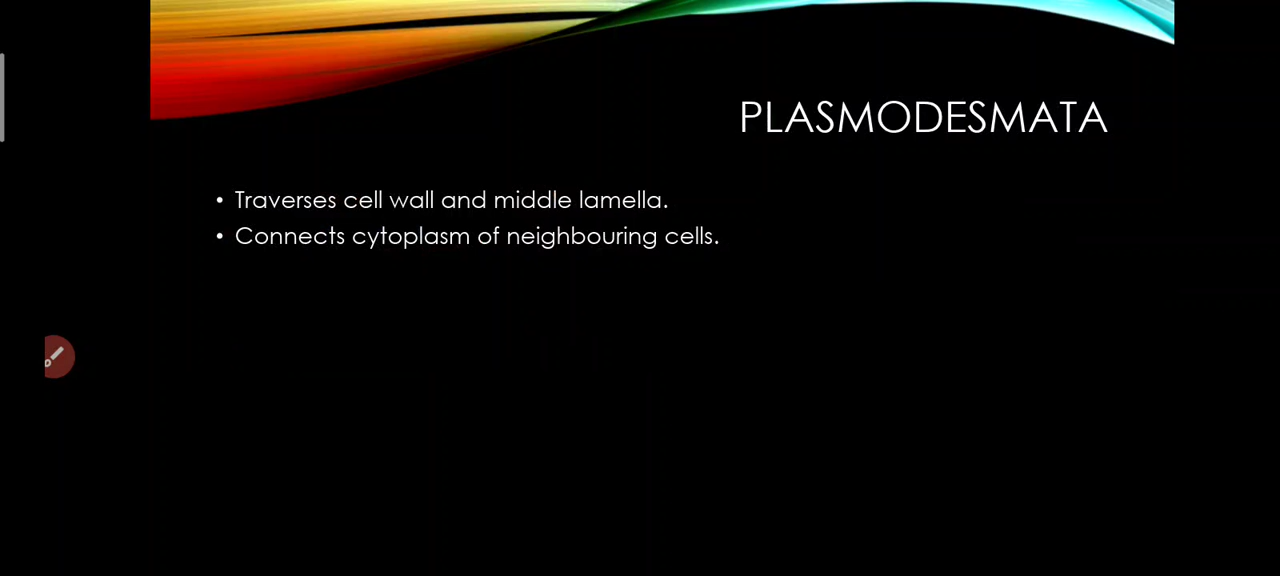 PLASMODESMATA
• Traverses cell wall and middle lamella.
• Connects cytoplasm of neighbouring cells.